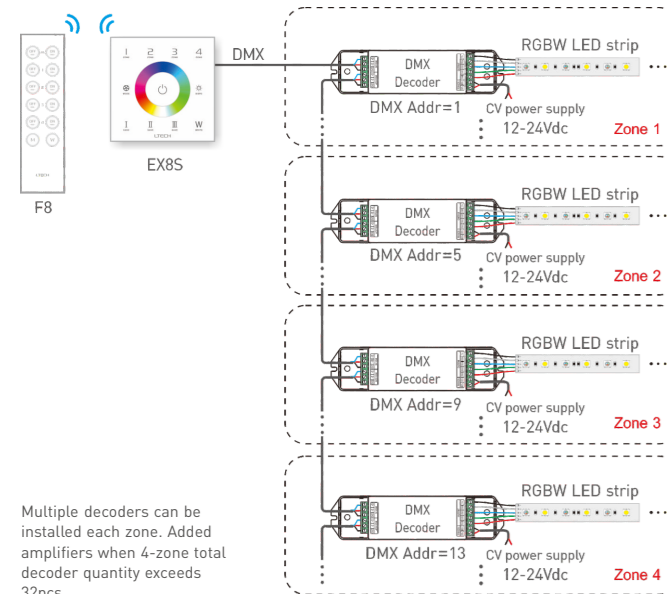 DMX
RGBW LED strip
DMX
Decoder
DMX Addr=1
CV power supply
12-24Vdc
Zone 1
1 2 3 4
I II III W
LTECH
EX8S
LTECH
F8
RGBW LED strip
DMX
Decoder
DMX Addr=5
CV power supply
12-24Vdc
Zone 2
RGBW LED strip
DMX
Decoder
DMX Addr=9
CV power supply
12-24Vdc
Zone 3
RGBW LED strip
DMX
Decoder
DMX Addr=13
CV power supply
12-24Vdc
Zone 4
Multiple decoders can be
installed each zone. Added
amplifiers when 4-zone total
decoder quantity exceeds
32pcs